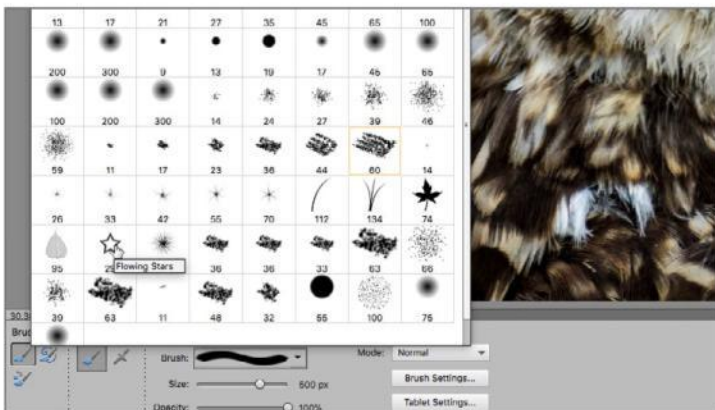 13 17 21 27 35 45 65 100
200 300 9 13 19 17 45 65
100 200 300 14 24 27 39 46
59 11 17 23 36 44 60 14
26 33 42 55 70 112 134 74
95 29 36 36 33 63 66
Flowing Stars
39 63 11 48 32 55 100 75
Brush: Mode: Normal
Size: 500 px Brush Settings...
Opacity: 100% Tablet Settings...